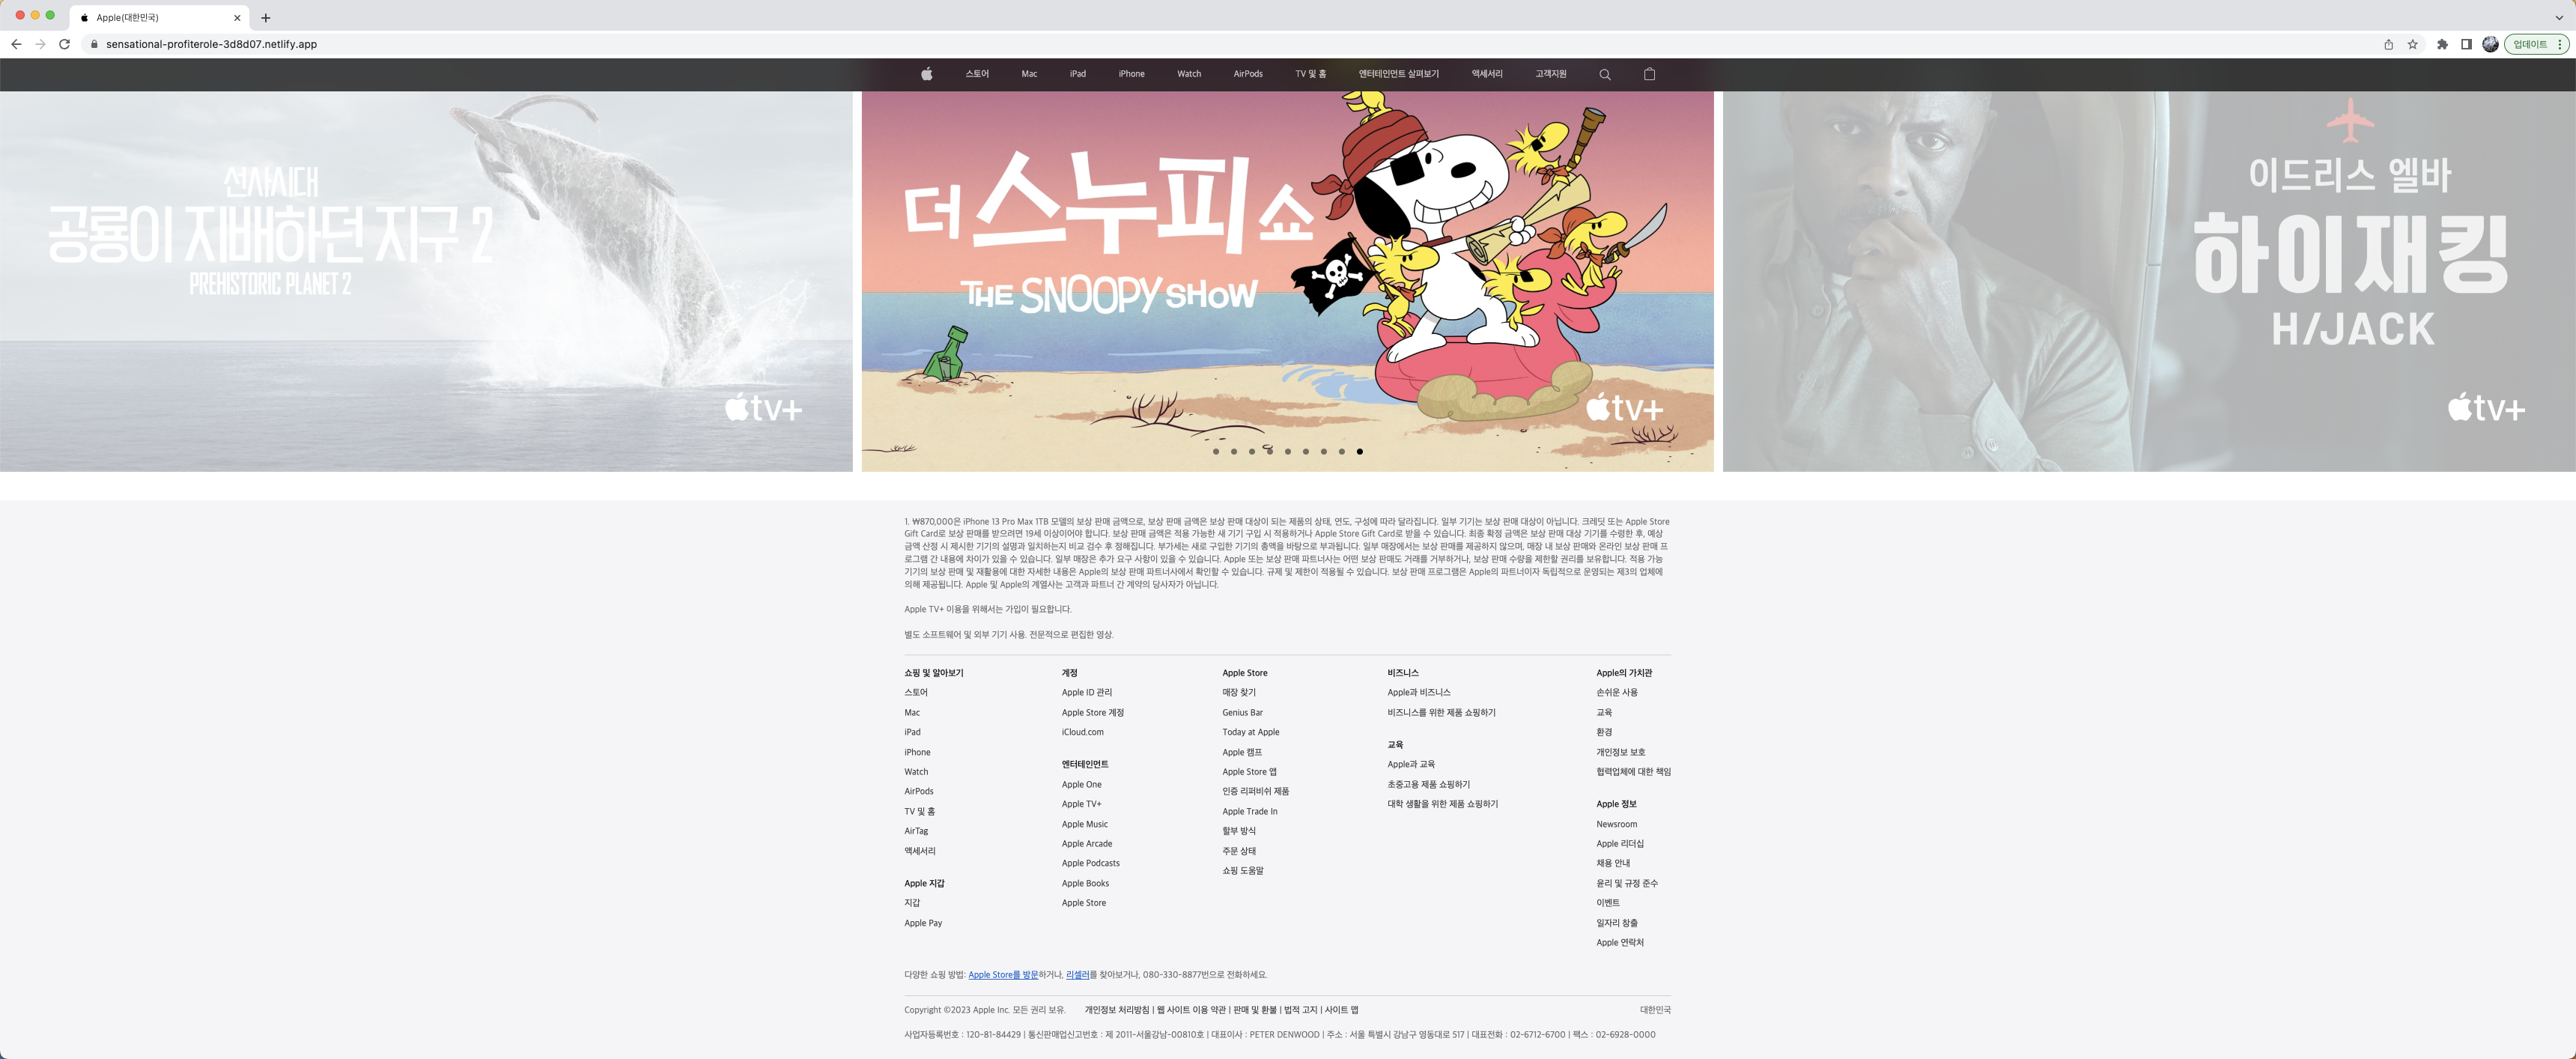 Apple(대한민국)
sensational-profiterole-3d8d07.netlify.app
업데이트
스토어 Mac iPad iPhone Watch AirPods TV 및 홈 엔터테인먼트 살펴보기 액세서리 고객지원
선사시대
공룡이 지배하던 지구 2
PREHISTORIC PLANET 2
tv+
더 스누피 쇼
THE SNOOPY SHOW
tv+
이드리스 엘바
하이재킹
H/JACK
tv+
1. ₩870,000은 iPhone 13 Pro Max 1TB 모델의 보상 판매 금액으로, 보상 판매 금액은 보상 판매 대상이 되는 제품의 상태, 연도, 구성에 따라 달라집니다. 일부 기기는 보상 판매 대상이 아닙니다. 크레딧 또는 Apple Store
Gift Card로 보상 판매를 받으려면 19세 이상이어야 합니다. 보상 판매 금액은 적용 가능한 새 기기 구입 시 적용하거나 Apple Store Gift Card로 받을 수 있습니다. 최종 확정 금액은 보상 판매 대상 기기를 수령한 후, 예상
금액 산정 시 제시한 기기의 설명과 일치하는지 비교 검수 후 정해집니다. 부가세는 새로 구입한 기기의 총액을 바탕으로 부과됩니다. 일부 매장에서는 보상 판매를 제공하지 않으며, 매장 내 보상 판매와 온라인 보상 판매 프
로그램 간 내용에 차이가 있을 수 있습니다. 일부 매장은 추가 요구 사항이 있을 수 있습니다. Apple 또는 보상 판매 파트너사는 어떤 보상 판매도 거래를 거부하거나, 보상 판매 수량을 제한할 권리를 보유합니다. 적용 가능
기기의 보상 판매 및 재활용에 대한 자세한 내용은 Apple의 보상 판매 파트너사에서 확인할 수 있습니다. 규제 및 제한이 적용될 수 있습니다. 보상 판매 프로그램은 Apple의 파트너이자 독립적으로 운영되는 제3의 업체에
의해 제공됩니다. Apple 및 Apple의 계열사는 고객과 파트너 간 계약의 당사자가 아닙니다.
Apple TV+ 이용을 위해서는 가입이 필요합니다.
별도 소프트웨어 및 외부 기기 사용. 전문적으로 편집한 영상.
쇼핑 및 알아보기
스토어
Mac
iPad
iPhone
Watch
AirPods
TV 및 홈
AirTag
액세서리
Apple 지갑
지갑
Apple Pay
계정
Apple ID 관리
Apple Store 계정
iCloud.com
엔터테인먼트
Apple One
Apple TV+
Apple Music
Apple Arcade
Apple Podcasts
Apple Books
Apple Store
Apple Store
매장 찾기
Genius Bar
Today at Apple
Apple 캠프
Apple Store 앱
인증 리퍼비쉬 제품
Apple Trade In
할부 방식
주문 상태
쇼핑 도움말
비즈니스
Apple과 비즈니스
비즈니스를 위한 제품 쇼핑하기
교육
Apple과 교육
초중고용 제품 쇼핑하기
대학 생활을 위한 제품 쇼핑하기
Apple의 가치관
손쉬운 사용
교육
환경
개인정보 보호
협력업체에 대한 책임
Apple 정보
Newsroom
Apple 리더십
채용 안내
윤리 및 규정 준수
이벤트
일자리 창출
Apple 연락처
다양한 쇼핑 방법: Apple Store를 방문하거나, 리셀러를 찾아보거나, 080-330-8877번으로 전화하세요.
Copyright ©2023 Apple Inc. 모든 권리 보유. 개인정보 처리방침 | 웹 사이트 이용 약관 | 판매 및 환불 | 법적 고지 | 사이트 맵 대한민국
사업자등록번호 : 120-81-84429 | 통신판매업신고번호 : 제 2011-서울강남-00810호 | 대표이사 : PETER DENWOOD | 주소 : 서울 특별시 강남구 영동대로 517 | 대표전화 : 02-6712-6700 | 팩스 : 02-6928-0000